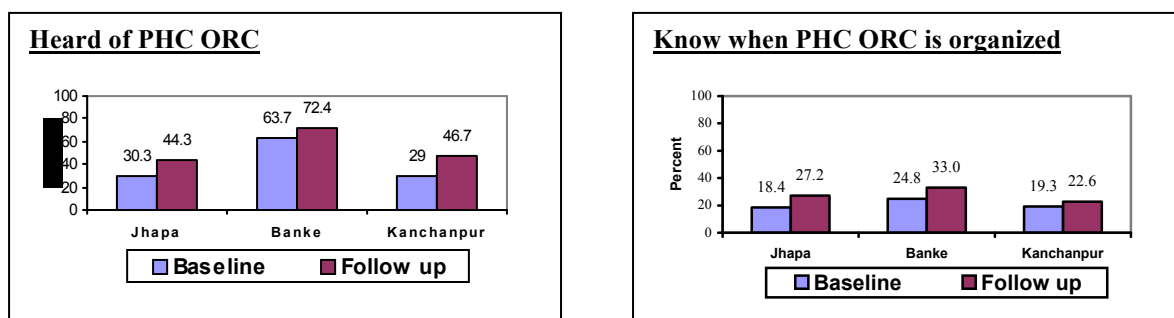 Heard of PHC ORC
100
80
60
40
20
0
30.3 44.3 63.7 72.4 29 46.7
Jhapa Banke Kanchanpur
Baseline Follow up
Know when PHC ORC is organized
Percent
100
80
60
40
20
0
18.4 27.2 24.8 33.0 19.3 22.6
Jhapa Banke Kanchanpur
Baseline Follow up